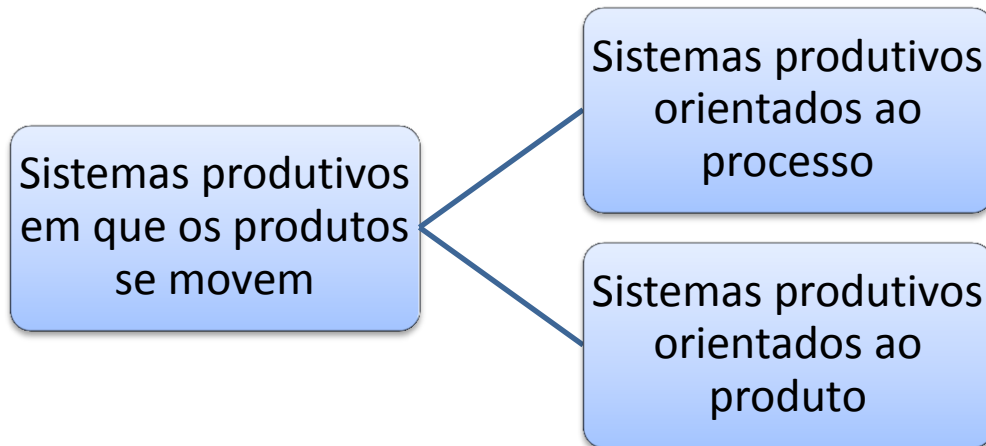 Sistemas produtivos
em que os produtos
se movem
Sistemas produtivos
orientados ao
processo
Sistemas produtivos
orientados ao
produto